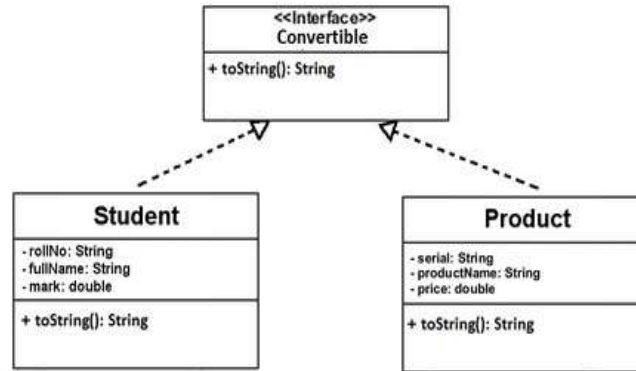 <<Interface>>
Convertible
+ toString(): String
Student
- rollNo: String
- fullName: String
- mark: double
+ toString(): String
Product
- serial: String
- productName: String
- price: double
+ toString(): String